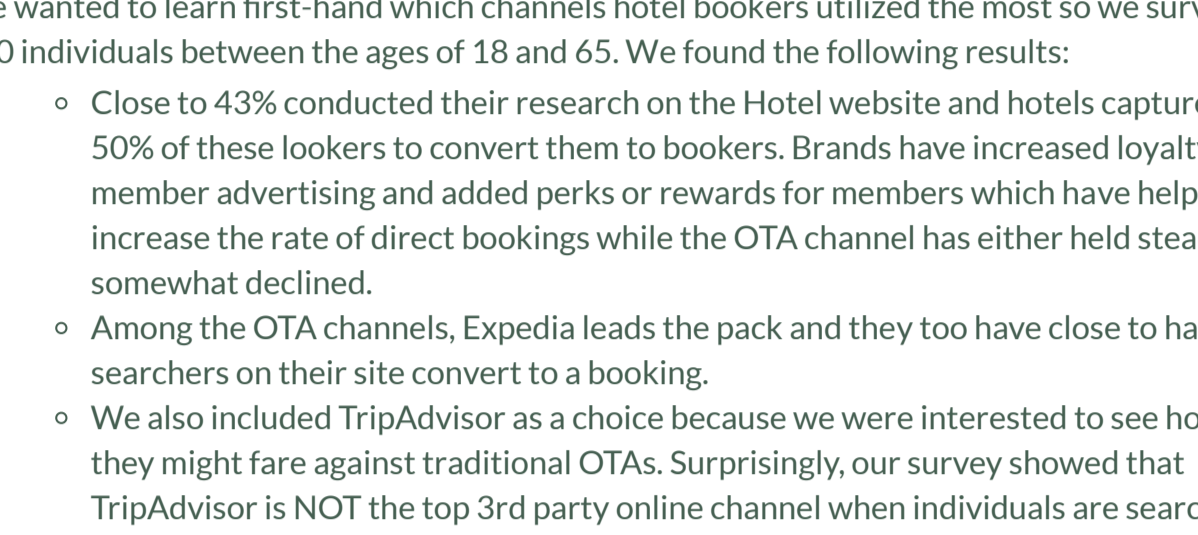 e wanted to learn first-hand which channels hotel bookers utilized the most so we surv
0 individuals between the ages of 18 and 65. We found the following results:
Close to 43% conducted their research on the Hotel website and hotels capture
50% of these lookers to convert them to bookers. Brands have increased loyalt
member advertising and added perks or rewards for members which have help
increase the rate of direct bookings while the OTA channel has either held stea
somewhat declined.
Among the OTA channels, Expedia leads the pack and they too have close to ha
searchers on their site convert to a booking.
We also included TripAdvisor as a choice because we were interested to see ho
they might fare against traditional OTAs. Surprisingly, our survey showed that
TripAdvisor is NOT the top 3rd party online channel when individuals are searc